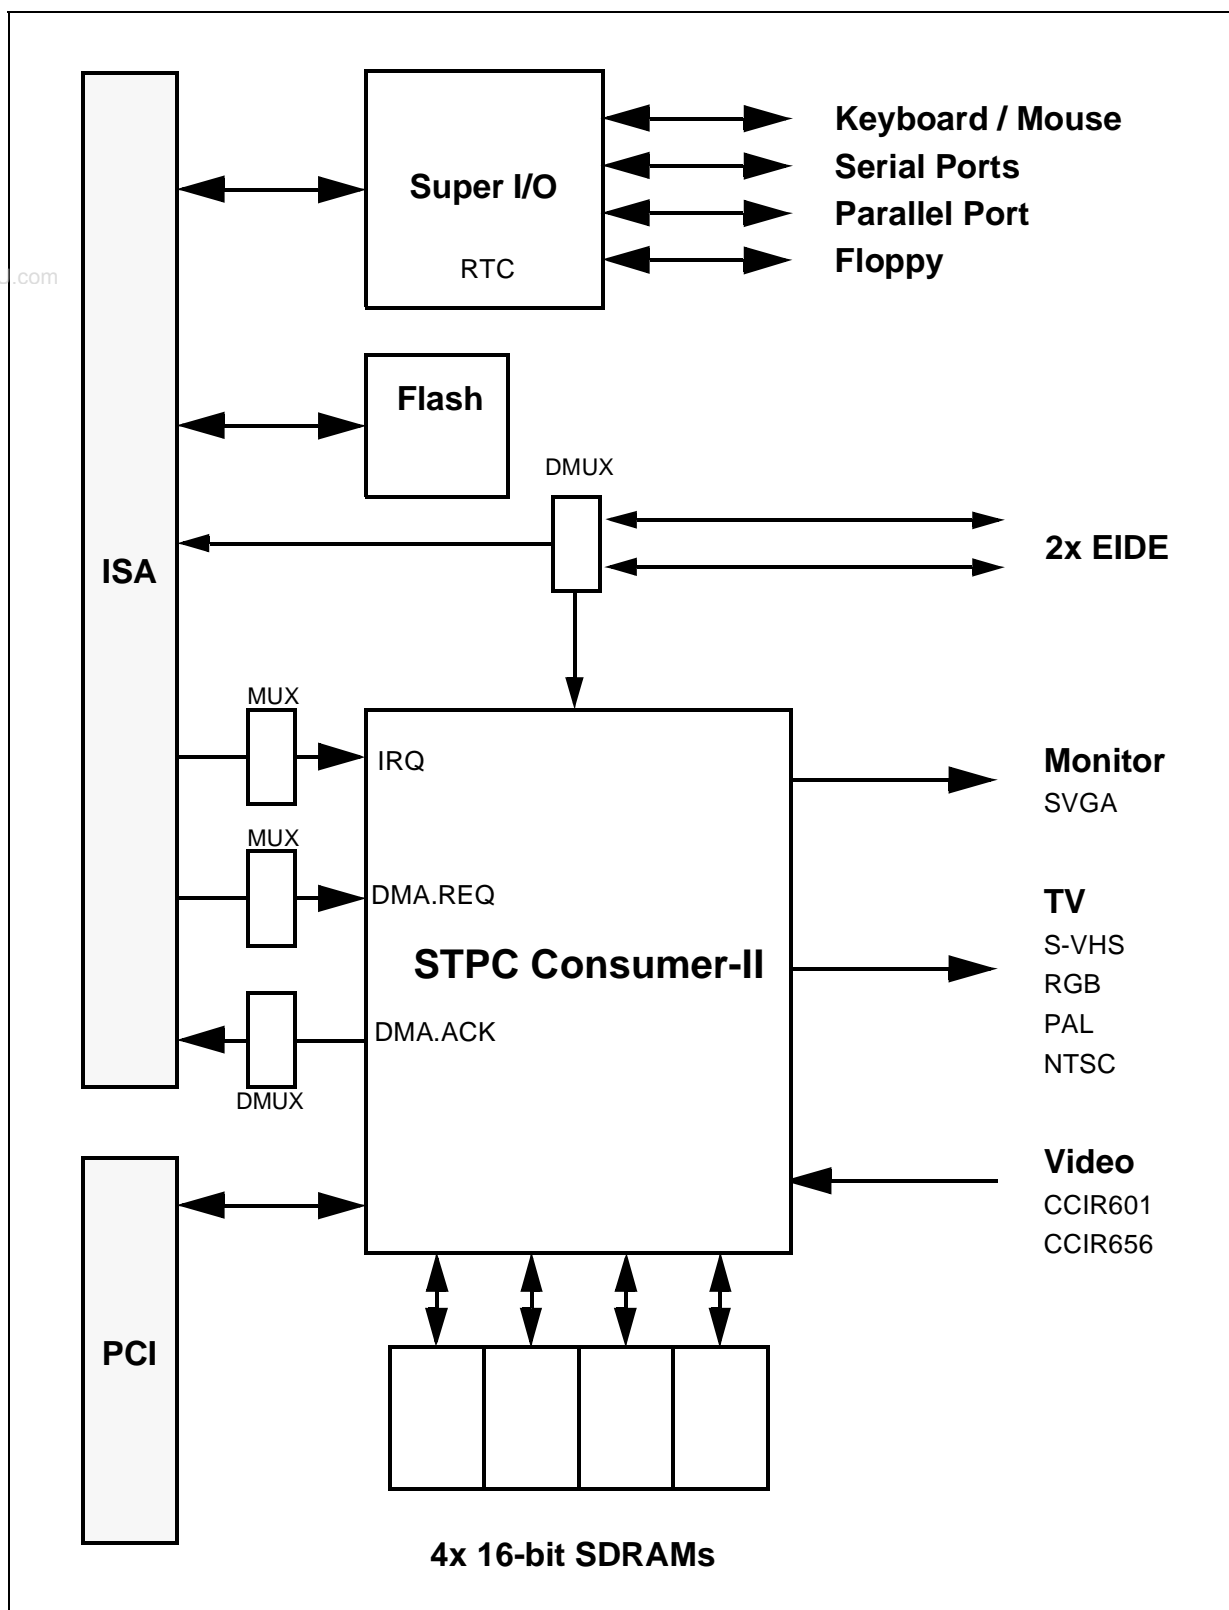 Keyboard / Mouse
Serial Ports
Super I/O
Parallel Port
Floppy
RTC
.com
Flash
DMUX
2x EIDE
ISA
MUX
IRQ
Monitor
SVGA
MUX
DMA.REQ
TV
STPC Consumer-II
S-VHS
RGB
PAL
NTSC
DMA.ACK
DMUX
Video
CCIR601
CCIR656
PCI
4x 16-bit SDRAMs